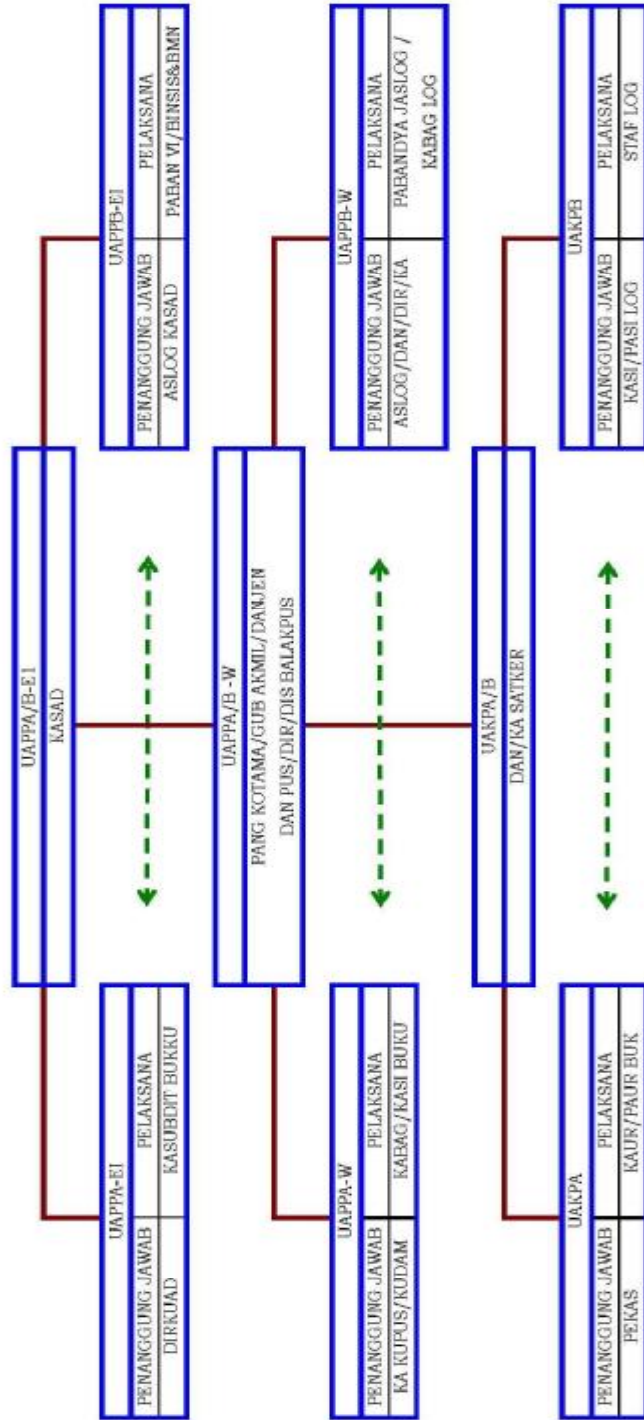 UAPPA/B-E1
KASAD
UAPPA-E1
PENANGGUNG JAWAB PELAKSANA
DIRKUAD KASUBDIT BUKKU
UAPPB-E1
PENANGGUNG JAWAB PELAKSANA
ASLOG KASAD PABAN VI/BINSIS&BMN
UAPPA/B -W
PANG KOTAMA/GUB AKMIL/DANJEN
DAN PUS/DIR/DIS BALAKPUS
UAPPA-W
PENANGGUNG JAWAB PELAKSANA
KA KUPUS/KUDAM KABAG/KASI BUKU
UAPPB-W
PENANGGUNG JAWAB PELAKSANA
ASLOG/DAN/DIR/KA PABANDYA JASLOG /
KABAG LOG
UAKPA/B
DAN/KA SATKER
UAKPA
PENANGGUNG JAWAB PELAKSANA
PEKAS KAUR/PAUR BUK
UAKPB
PENANGGUNG JAWAB PELAKSANA
KASI/PASI LOG STAF LOG